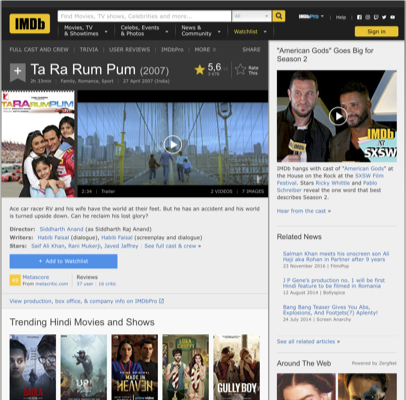 IMDb
Find Movies, TV shows, Celebrities and more...
All
IMDbPro
Help
Movies, TV & Showtimes
Celebs, Events & Photos
News & Community
Watchlist
Sign in
FULL CAST AND CREW | TRIVIA | USER REVIEWS | IMDbPro | MORE
SHARE
Ta Ra Rum Pum (2007)
5,6
Rate This
2h 33min | Family, Romance, Sport | 27 April 2007 (India)
TARARUMPUM
2:34 | Trailer
2 VIDEOS | 7 IMAGES
Ace car racer RV and his wife have the world at their feet. But he has an accident and his world is turned upside down. Can he reclaim his lost glory?
Director: Siddharth Anand (as Siddharth Raj Anand)
Writers: Habib Faisal (dialogue), Habib Faisal (screenplay and dialogue)
Stars: Saif Ali Khan, Rani Mukerji, Javed Jaffrey | See full cast & crew »
+ Add to Watchlist
Metascore
From metacritic.com
Reviews
37 user | 16 critic
View production, box office, & company info on IMDbPro
Trending Hindi Movies and Shows
MADE IN HEAVEN
GULLY BOY
"American Gods" Goes Big for Season 2
IMDb
at
SXSW
IMDb hangs with cast of "American Gods" at the House on the Rock at the SXSW Film Festival. Stars Ricky Whittle and Pablo Schreiber reveal the one word that best describes Season 2.
Hear from the cast »
Related News
Salman Khan meets his onscreen son Ali Haji aka Rohan in Partner after 9 years
23 November 2016 | FilmiPop
J P Gene's production no. 1 will be first Hindi feature to be filmed in Romania
13 August 2014 | Bollyspice
Bang Bang Teaser Gives You Abs, Explosions, And Footjets(?) Aplenty!
24 July 2014 | Screen Anarchy
See all related articles »
Around The Web
Powered by ZergNet